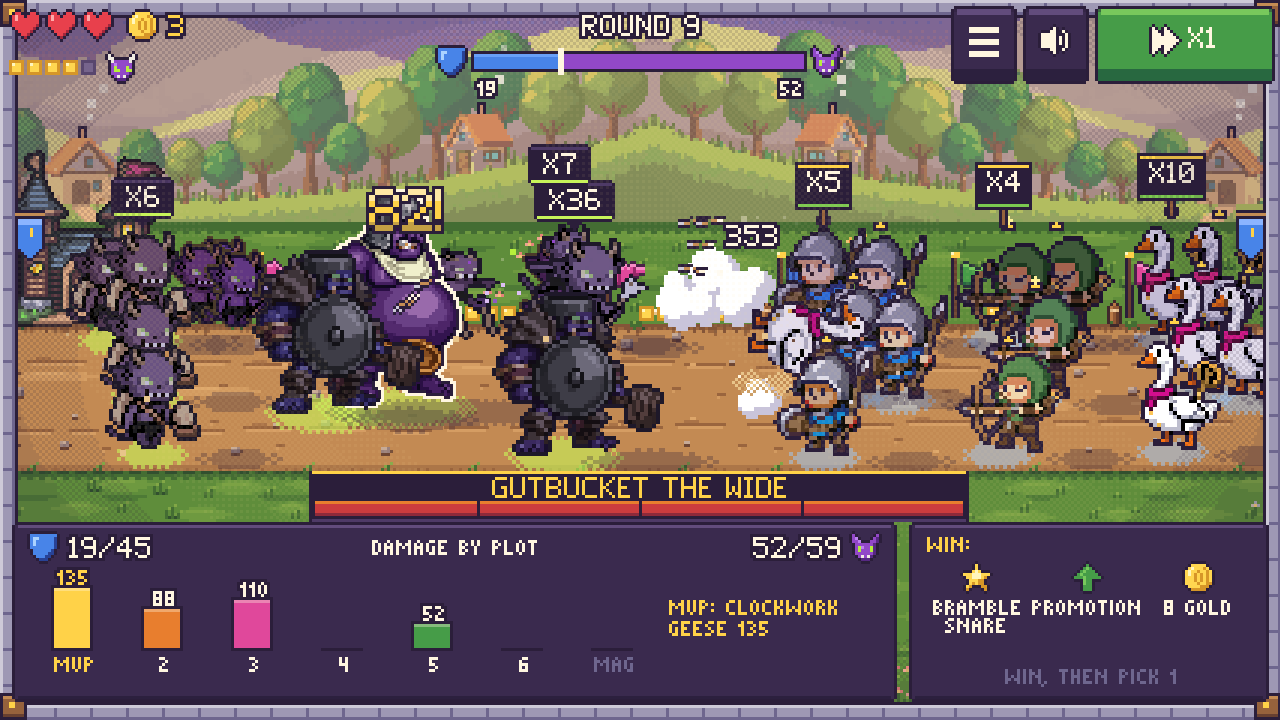 3
ROUND 9
X1
19
52
X6
X7
X36
821
353
X5
X4
X10
GUTBUCKET THE WIDE
19/45
DAMAGE BY PLOT
52/59
135
88
110
52
MVP
2
3
4
5
6
MAG
MVP: CLOCKWORK
GEESE 135
WIN:
BRAMBLE
SNARE
PROMOTION
8 GOLD
WIN, THEN PICK 1